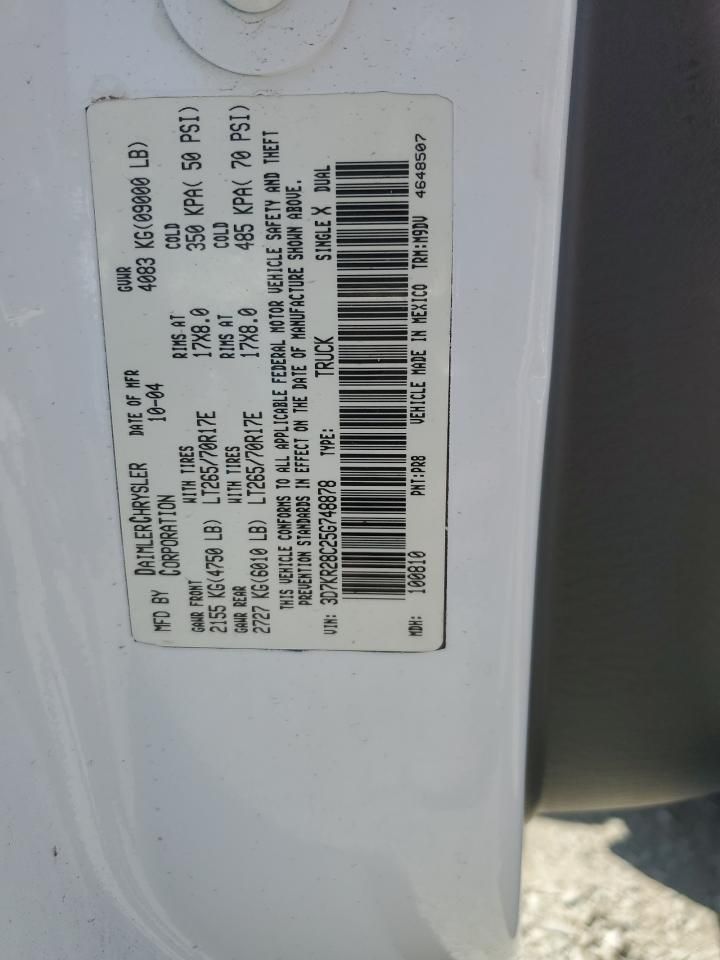 MFD BY DAIMLERCHRYSLER CORPORATION DATE OF MFR 10-04 GVWR 4083 KG(09000 LB)
GAWR FRONT WITH TIRES RIMS AT COLD
2155 KG(4750 LB) LT265/70R17E 17X8.0 350 KPA( 50 PSI)
GAWR REAR WITH TIRES RIMS AT COLD
2727 KG(6010 LB) LT265/70R17E 17X8.0 485 KPA( 70 PSI)
THIS VEHICLE CONFORMS TO ALL APPLICABLE FEDERAL MOTOR VEHICLE SAFETY AND THEFT
PREVENTION STANDARDS IN EFFECT ON THE DATE OF MANUFACTURE SHOWN ABOVE.
VIN: 3D7KR28C25G748878 TYPE: TRUCK SINGLE X DUAL
MDH: 100810 PNT:PR8 VEHICLE MADE IN MEXICO TRM:M9DV 4648507